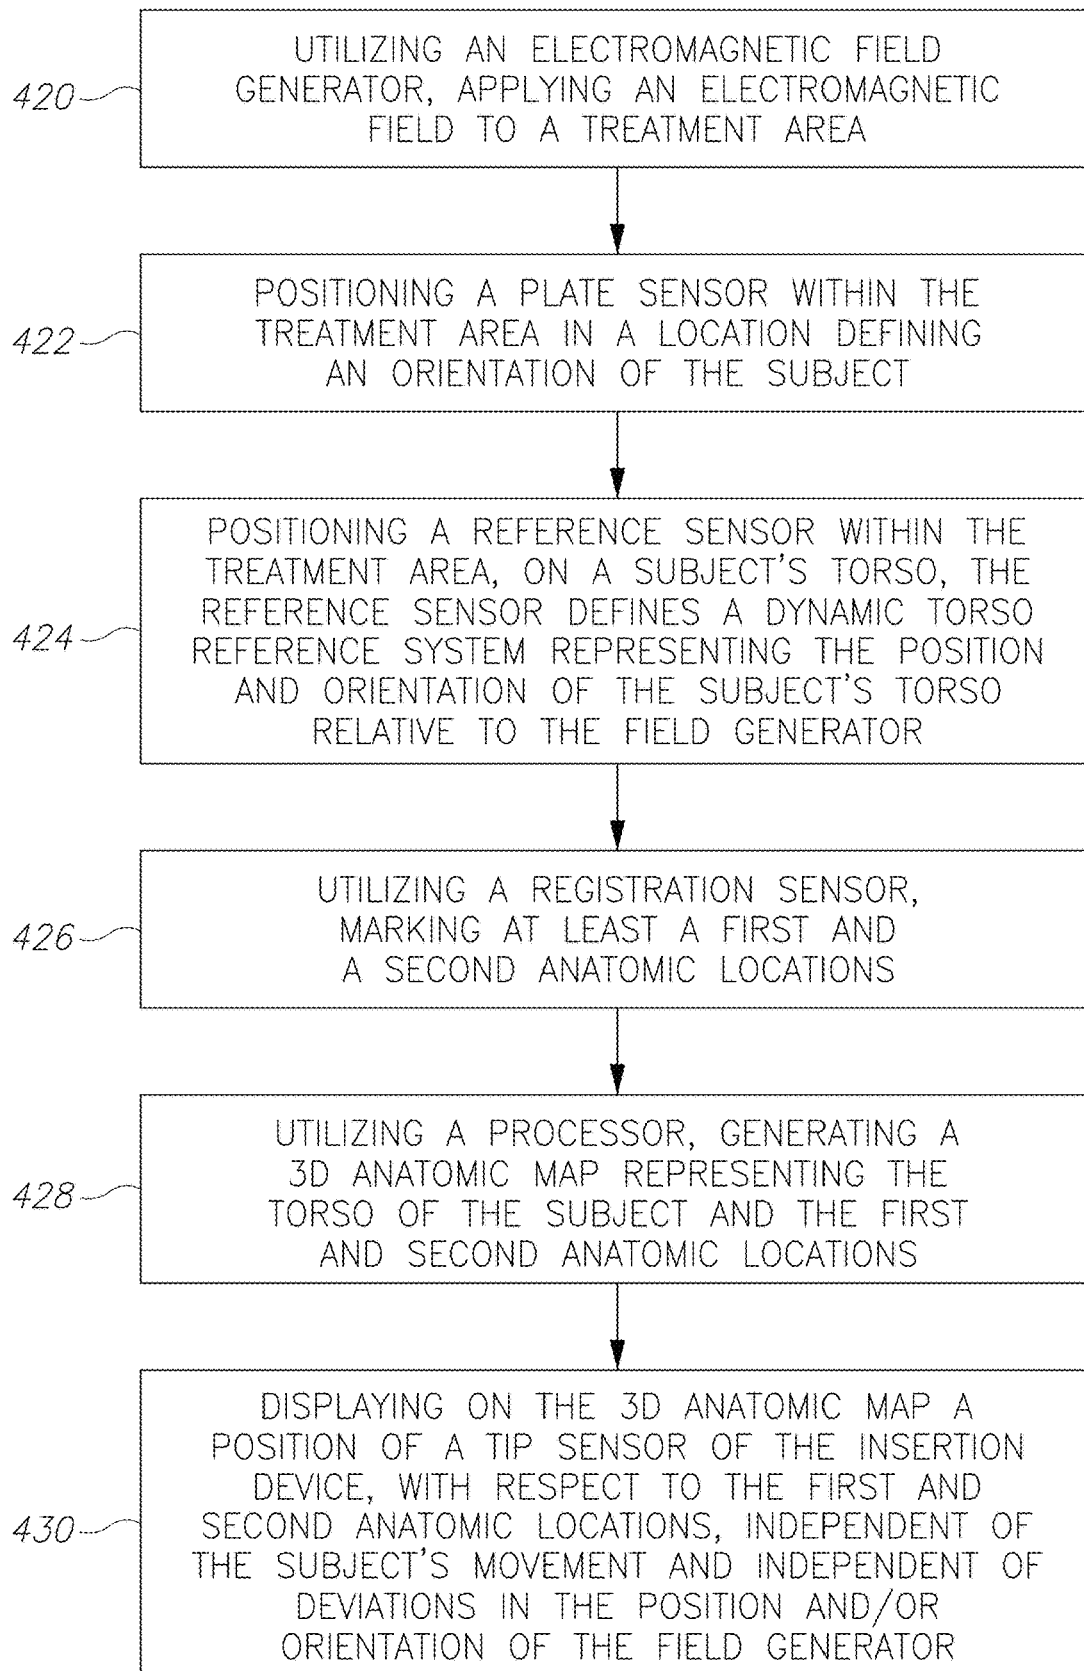 UTILIZING AN ELECTROMAGNETIC FIELD
GENERATOR, APPLYING AN ELECTROMAGNETIC
FIELD TO A TREATMENT AREA
420
POSITIONING A PLATE SENSOR WITHIN THE
TREATMENT AREA IN A LOCATION DEFINING
AN ORIENTATION OF THE SUBJECT
422
POSITIONING A REFERENCE SENSOR WITHIN THE
TREATMENT AREA, ON A SUBJECT'S TORSO, THE
REFERENCE SENSOR DEFINES A DYNAMIC TORSO
REFERENCE SYSTEM REPRESENTING THE POSITION
AND ORIENTATION OF THE SUBJECT'S TORSO
RELATIVE TO THE FIELD GENERATOR
424
UTILIZING A REGISTRATION SENSOR,
MARKING AT LEAST A FIRST AND
A SECOND ANATOMIC LOCATIONS
426
UTILIZING A PROCESSOR, GENERATING A
3D ANATOMIC MAP REPRESENTING THE
TORSO OF THE SUBJECT AND THE FIRST
AND SECOND ANATOMIC LOCATIONS
428
DISPLAYING ON THE 3D ANATOMIC MAP A
POSITION OF A TIP SENSOR OF THE INSERTION
DEVICE, WITH RESPECT TO THE FIRST AND
SECOND ANATOMIC LOCATIONS, INDEPENDENT OF
THE SUBJECT'S MOVEMENT AND INDEPENDENT OF
DEVIATIONS IN THE POSITION AND/OR
ORIENTATION OF THE FIELD GENERATOR
430